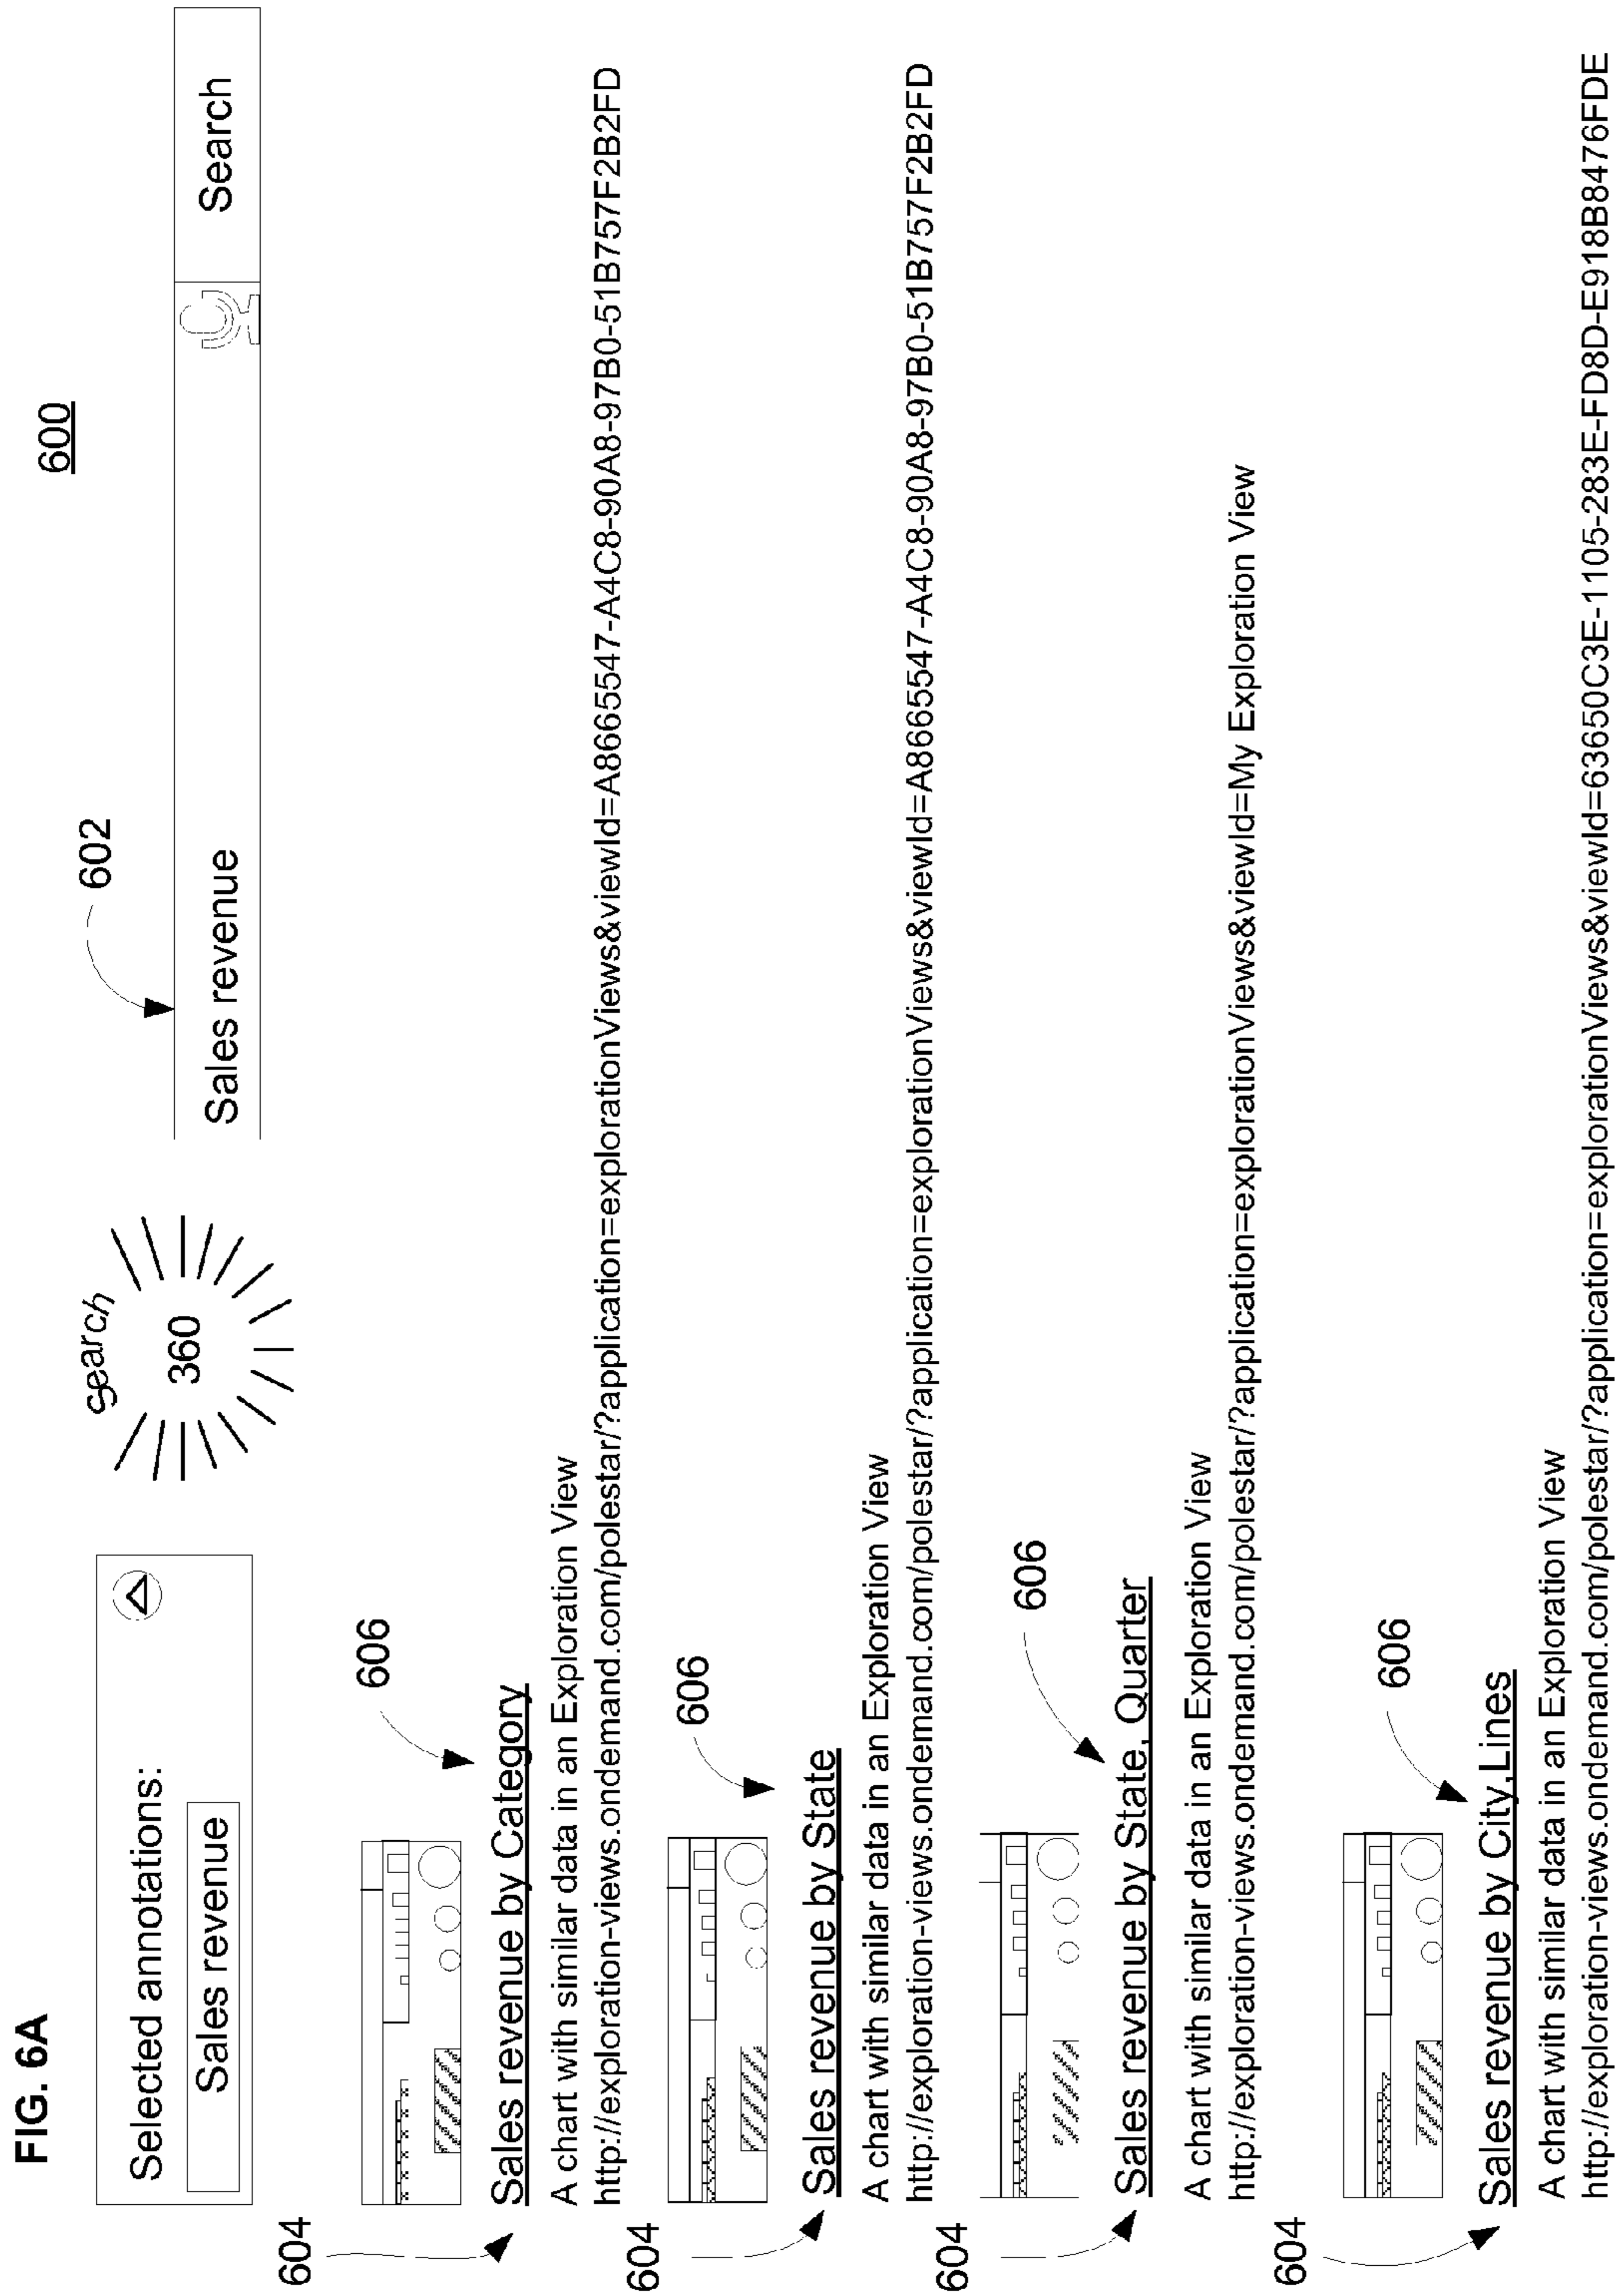 FIG. 6A
600
Selected annotations:
Sales revenue
search
360
602
Sales revenue
Search
606
604
Sales revenue by Category
A chart with similar data in an Exploration View
http://exploration-views.ondemand.com/polestar/?application=explorationViews&viewId=A8665547-A4C8-90A8-97B0-51B757F2B2FD
606
604
Sales revenue by State
A chart with similar data in an Exploration View
http://exploration-views.ondemand.com/polestar/?application=explorationViews&viewId=A8665547-A4C8-90A8-97B0-51B757F2B2FD
606
604
Sales revenue by State, Quarter
A chart with similar data in an Exploration View
http://exploration-views.ondemand.com/polestar/?application=explorationViews&viewId=My Exploration View
606
604
Sales revenue by City,Lines
A chart with similar data in an Exploration View
http://exploration-views.ondemand.com/polestar/?application=explorationViews&viewId=63650C3E-1105-283E-FD8D-E918B8476FDE